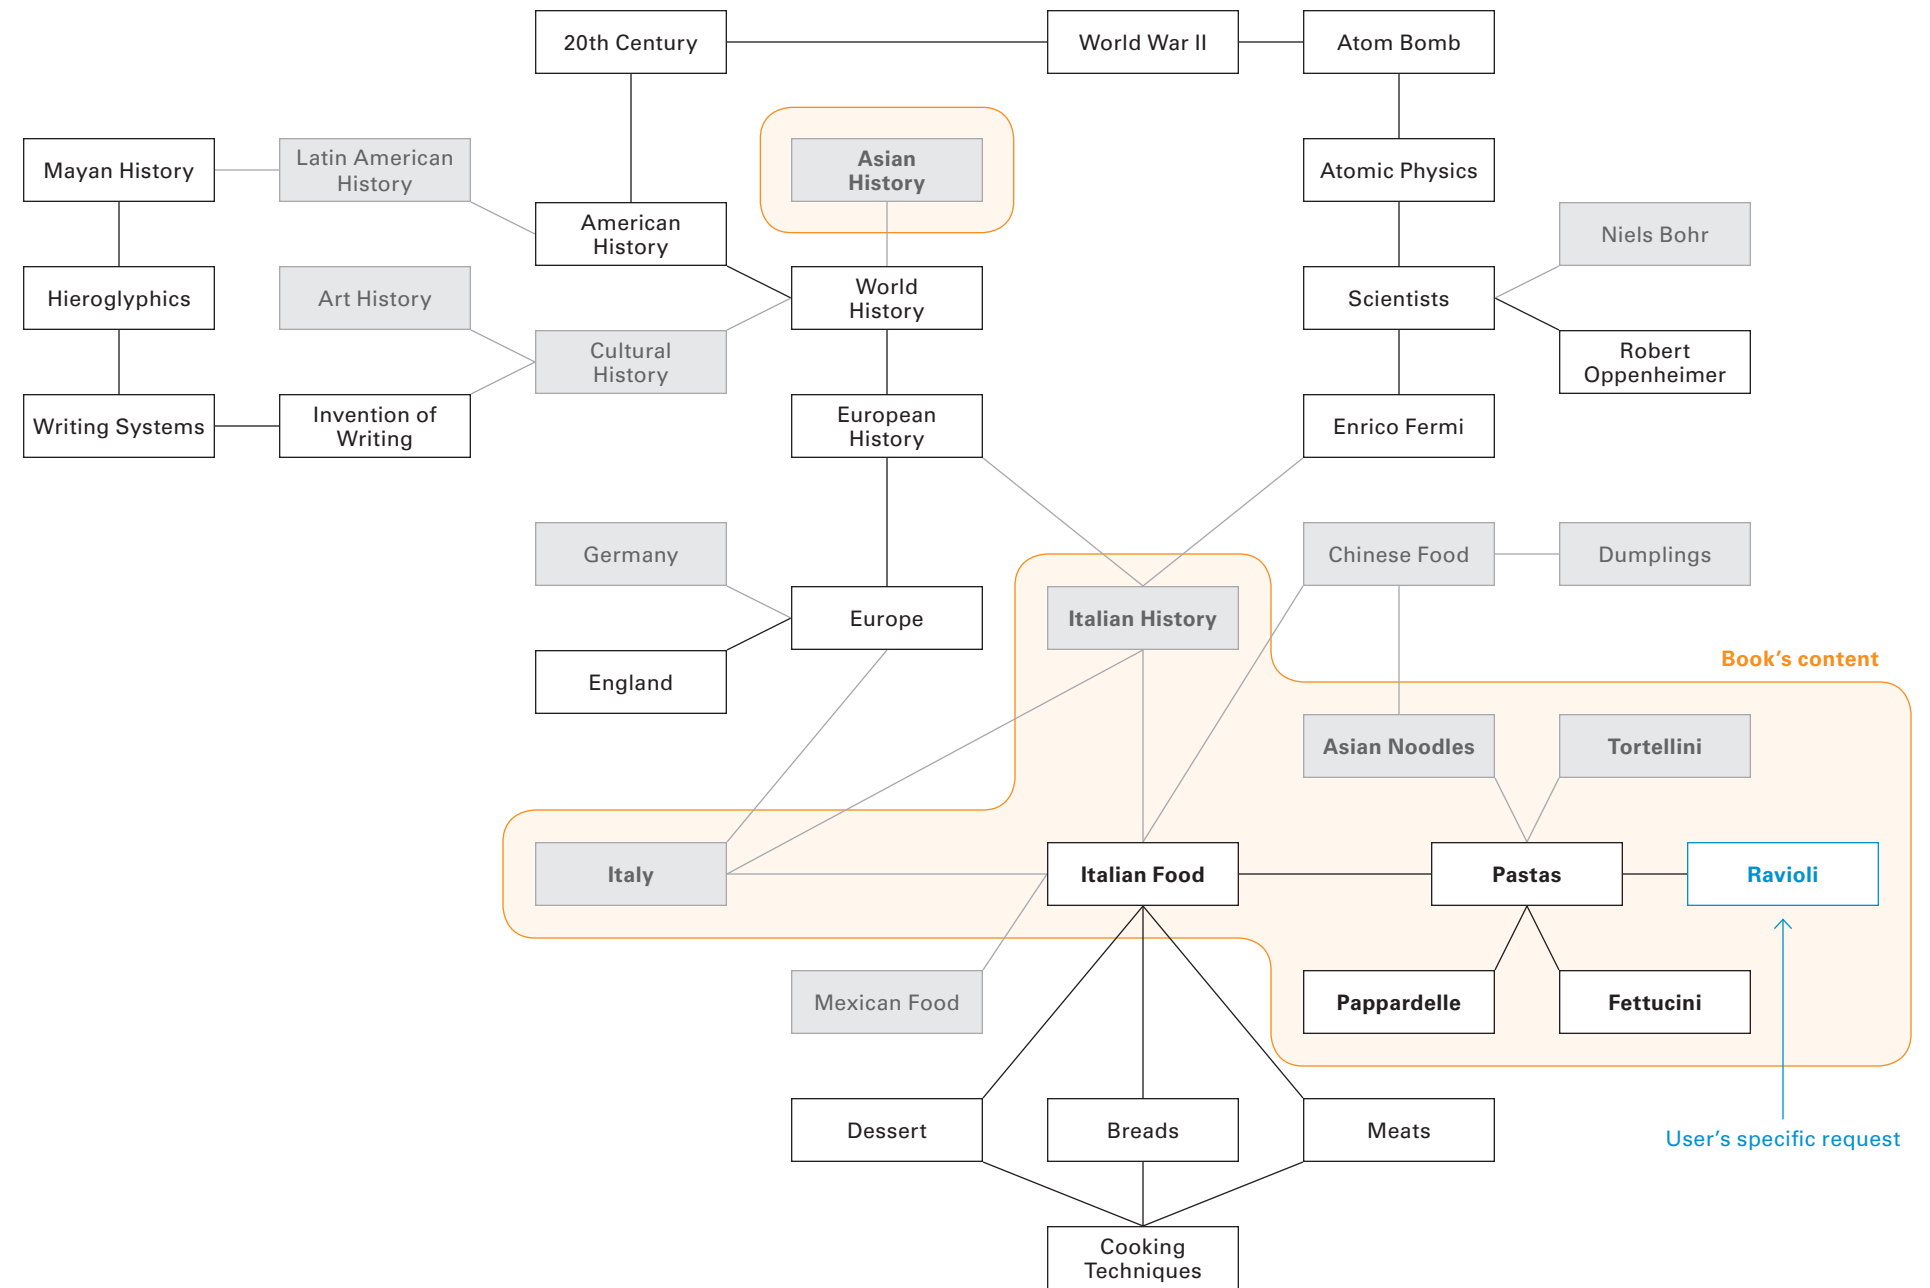 20th Century
World War II
Atom Bomb
Mayan History
Latin American
History
Asian
History
Atomic Physics
American
History
Niels Bohr
Hieroglyphics
Art History
World
History
Scientists
Cultural
History
Robert
Oppenheimer
Writing Systems
Invention of
Writing
European
History
Enrico Fermi
Germany
Chinese Food
Dumplings
Europe
Italian History
England
Book’s content
Asian Noodles
Tortellini
Italy
Italian Food
Pastas
Ravioli
Mexican Food
Pappardelle
Fettucini
Dessert
Breads
Meats
User’s specific request
Cooking
Techniques